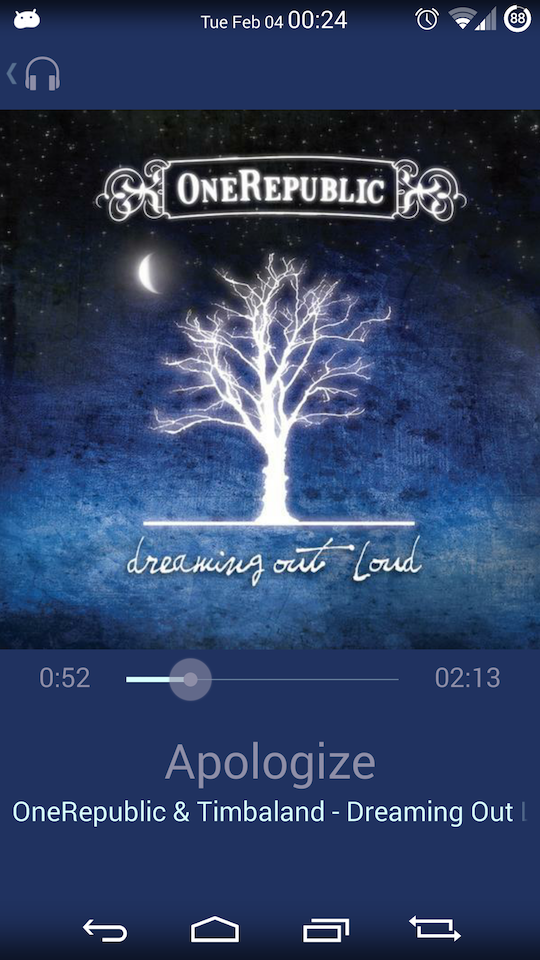 Tue Feb 04 00:24
88
OneRepublic
dreaming out Loud
0:52
02:13
Apologize
OneRepublic & Timbaland - Dreaming Out